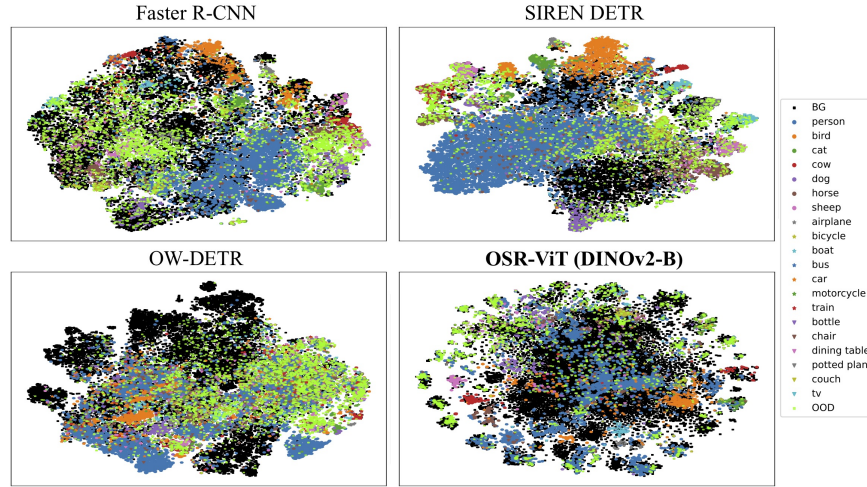 Faster R-CNN
SIREN DETR
OW-DETR
OSR-ViT (DINOv2-B)
BG
person
bird
cat
cow
dog
horse
sheep
airplane
bicycle
boat
bus
car
motorcycle
train
bottle
chair
dining table
potted plan
couch
tv
OOD